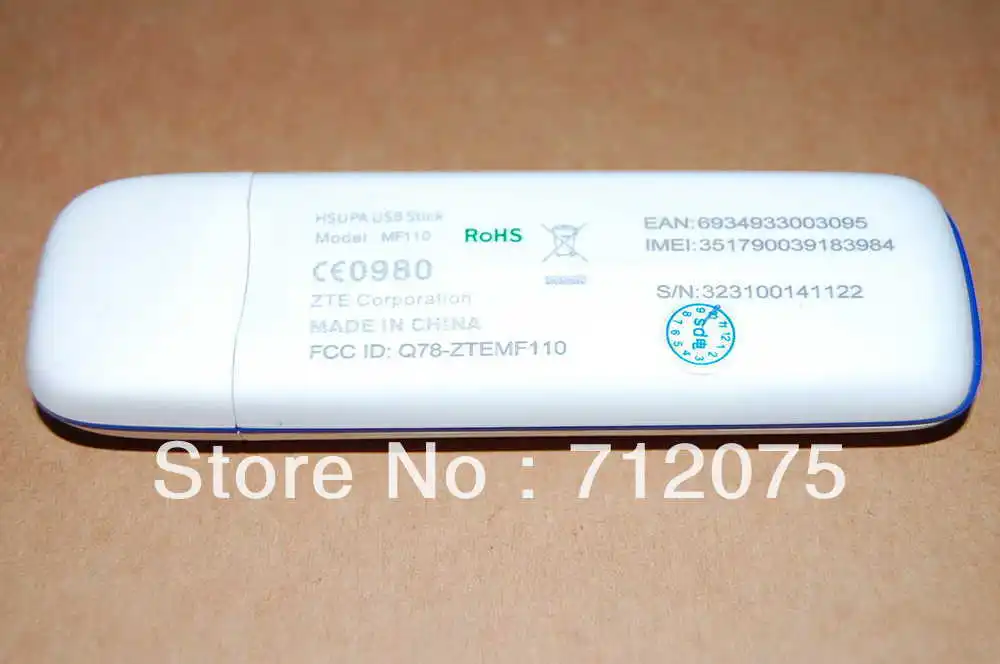 HSUPA USB Stick
Model MF110
CE0980
ZTE Corporation
MADE IN CHINA
FCC ID: Q78-ZTEMF110
RoHS
EAN:6934933003095
IMEI:351790039183984
S/N:323100141122
Store No : 712075